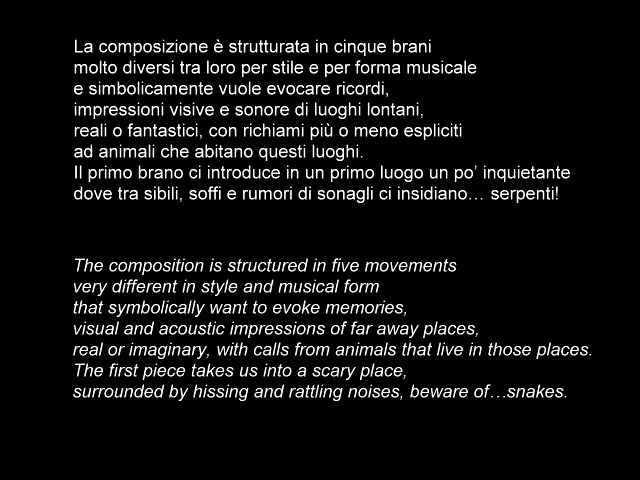 La composizione è strutturata in cinque brani
molto diversi tra loro per stile e per forma musicale
e simbolicamente vuole evocare ricordi,
impressioni visive e sonore di luoghi lontani,
reali o fantastici, con richiami più o meno espliciti
ad animali che abitano questi luoghi.
Il primo brano ci introduce in un primo luogo un po’ inquietante
dove tra sibili, soffi e rumori di sonagli ci insidiano… serpenti!
The composition is structured in five movements
very different in style and musical form
that symbolically want to evoke memories,
visual and acoustic impressions of far away places,
real or imaginary, with calls from animals that live in those places.
The first piece takes us into a scary place,
surrounded by hissing and rattling noises, beware of…snakes.